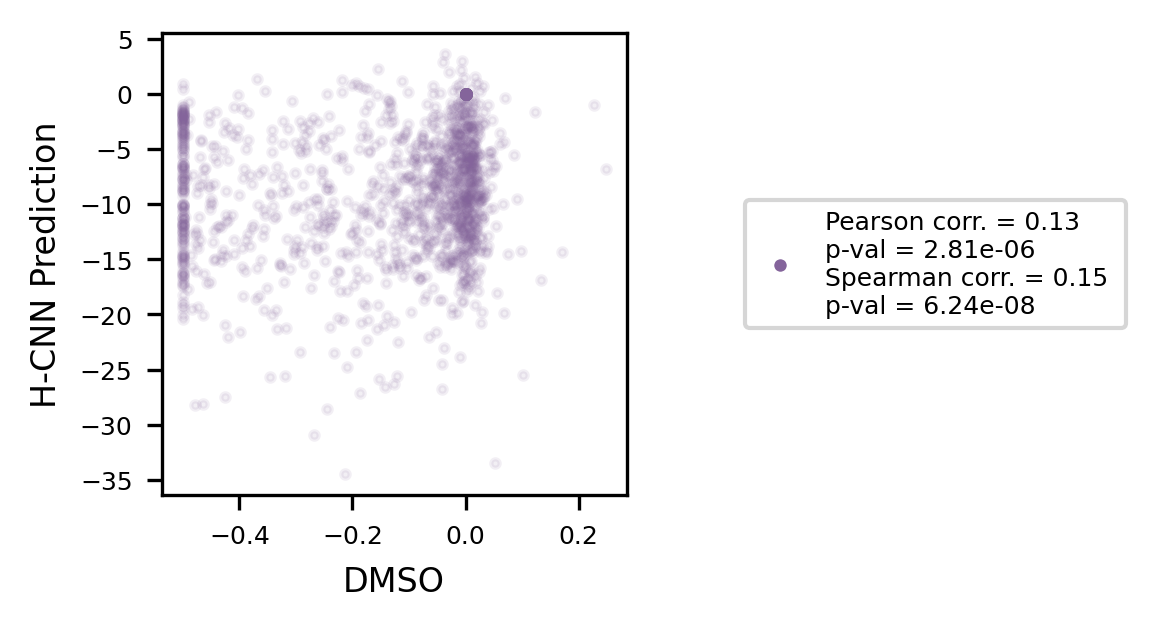 5
0
−5
−10
−15
−20
−25
−30
−35
H-CNN Prediction
−0.4
−0.2
0.0
0.2
DMSO
Pearson corr. = 0.13
p-val = 2.81e-06
Spearman corr. = 0.15
p-val = 6.24e-08